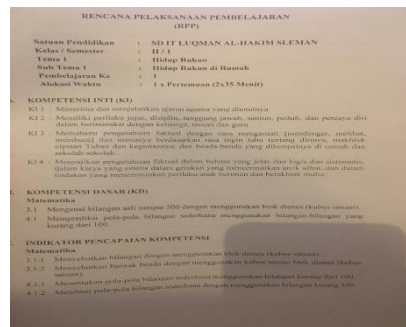 RENCANA PELAKSANAAN PEMBELAJARAN
(RPP)
Satuan Pendidikan : SD IT LUQMAN AL-HAKIM SLEMAN
Kelas / Semester : II / 1
Tema 1 : Hidup Rukun
Sub Tema 1 : Hidup Rukun di Rumah
Pembelajaran Ke : 1
Alokasi Waktu : 1 x Pertemuan (2x35 Menit)
KOMPETENSI INTI (KI)
KI 1 : Menerima dan menjalankan ajaran agama yang dianutnya
KI 2 : Memiliki perilaku jujur, disiplin, tanggung jawab, santun, peduli, dan percaya diri
dalam berinteraksi dengan keluarga, teman dan guru
KI 3 : Memahami pengetahuan faktual dengan cara mengamati [mendengar, melihat,
membaca] dan menanya berdasarkan rasa ingin tahu tentang dirinya, makhluk
ciptaan Tuhan dan kegiatannya, dan benda-benda yang dijumpainya di rumah dan
sekolah.
KI 4 : Menyajikan pengetahuan faktual dalam bahasa yang jelas dan logis dan sistematis,
dalam karya yang estetis dalam gerakan yang mencerminkan anak sehat, dan dalam
tindakan yang mencerminkan perilaku anak beriman dan berakhlak mulia.
KOMPETENSI DASAR (KD)
Matematika
3.1 Mengenal bilangan asli sampai 500 dengan menggunakan blok dienes (kubus satuan).
4.1 Memprediksi pola-pola bilangan sederhana menggunakan bilangan-bilangan yang
kurang dari 100.
INDIKATOR PENCAPAIAN KOMPETENSI
Matematika
3.1.1 Menyebutkan bilangan dengan menggunakan blok dienes (kubus satuan).
3.1.2 Menyebutkan banyak benda dengan menggunakan kubus satuan blok dienes (kubus
satuan).
4.1.1 Menentukan pola-pola bilangan sederhana menggunakan bilangan kurang dari 100
4.1.2 Membuat pola-pola bilangan sederhana dengan menggunakan bilangan kurang 100